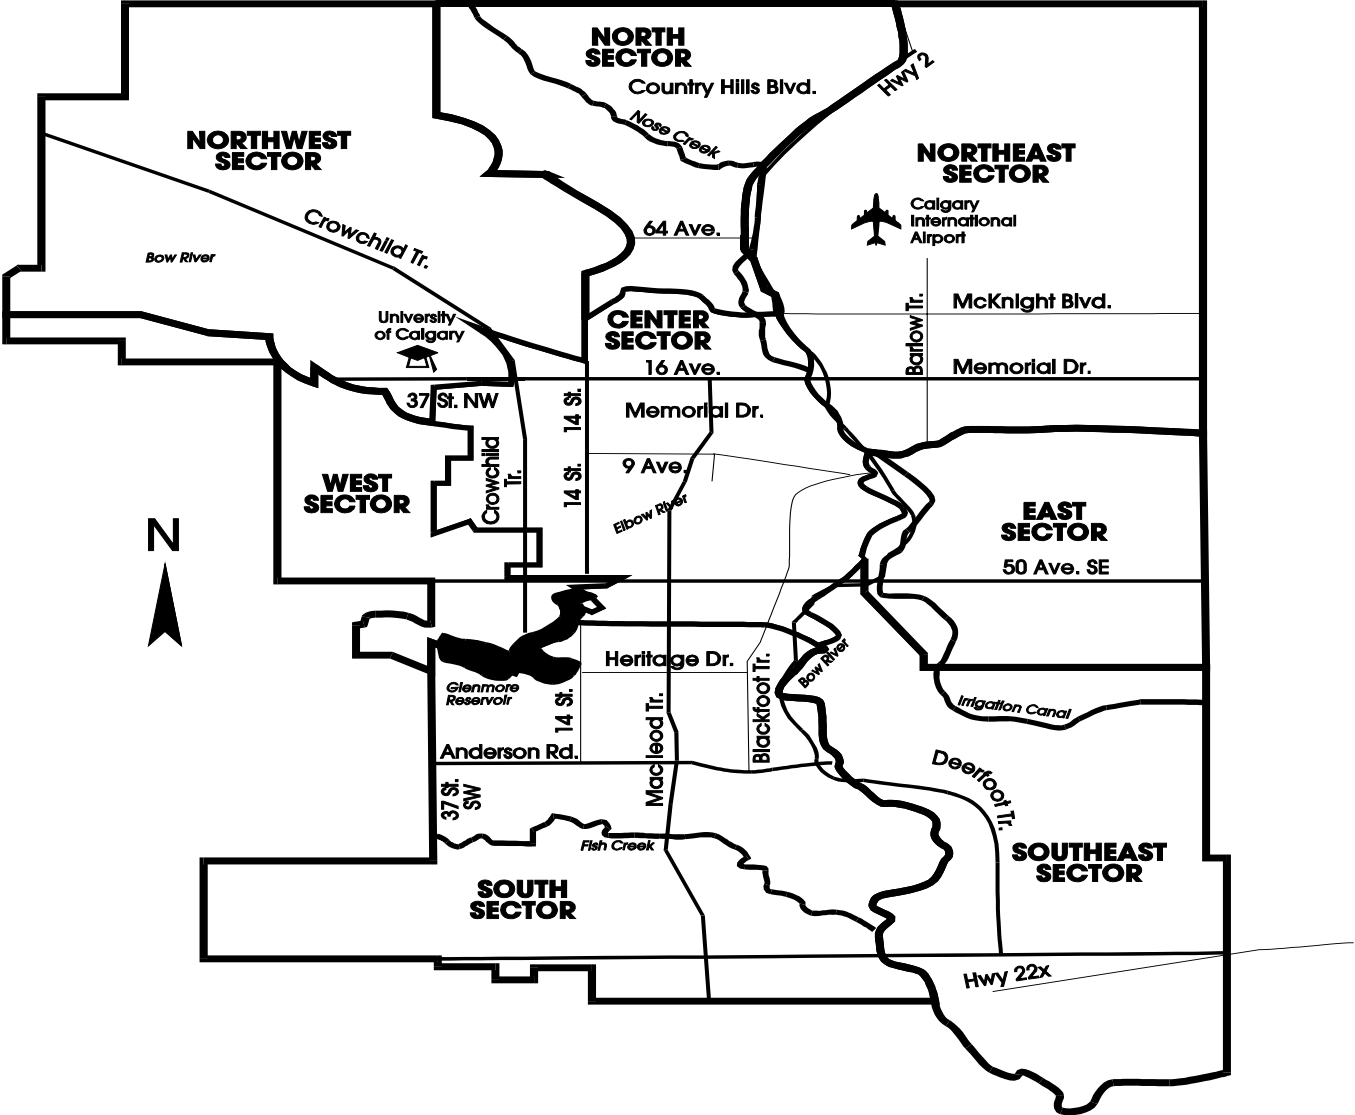 NORTH
SECTOR
Country Hills Blvd.
Hwy 2
Nose Creek
NORTHWEST
SECTOR
NORTHEAST
SECTOR
Calgary
International
Airport
Crowchild Tr.
64 Ave.
Bow River
McKnight Blvd.
Barlow Tr.
University
of Calgary
CENTER
SECTOR
16 Ave.
Memorial Dr.
37 St. NW
14 St.
Memorial Dr.
Crowchild
Tr.
14 St.
9 Ave.
WEST
SECTOR
Elbow River
EAST
SECTOR
N
50 Ave. SE
Heritage Dr.
Bow River
Glenmore
Reservoir
14 St.
Macleod Tr.
Blackfoot Tr.
Irrigation Canal
Anderson Rd.
Deerfoot Tr.
37 St.
SW
Fish Creek
SOUTHEAST
SECTOR
SOUTH
SECTOR
Hwy 22x